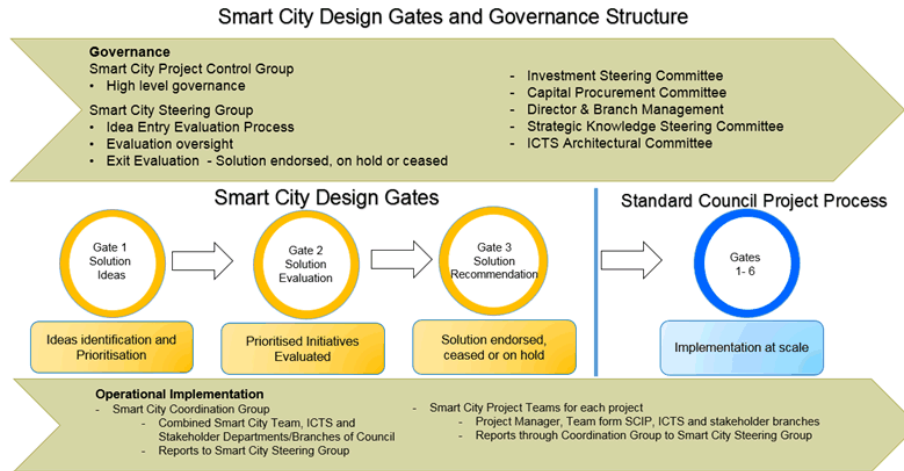 Smart City Design Gates and Governance Structure
Governance
Smart City Project Control Group
• High level governance
Smart City Steering Group
• Idea Entry Evaluation Process
• Evaluation oversight
• Exit Evaluation - Solution endorsed, on hold or ceased
- Investment Steering Committee
- Capital Procurement Committee
- Director & Branch Management
- Strategic Knowledge Steering Committee
- ICTS Architectural Committee
Smart City Design Gates
Standard Council Project Process
Gate 1
Solution
Ideas
Gate 2
Solution
Evaluation
Gate 3
Solution
Recommendation
Gates
1- 6
Ideas identification and
Prioritisation
Prioritised Initiatives
Evaluated
Solution endorsed,
ceased or on hold
Implementation at scale
Operational Implementation
- Smart City Coordination Group
- Combined Smart City Team, ICTS and
Stakeholder Departments/Branches of Council
- Reports to Smart City Steering Group
- Smart City Project Teams for each project
- Project Manager, Team form SCIP, ICTS and stakeholder branches
- Reports through Coordination Group to Smart City Steering Group